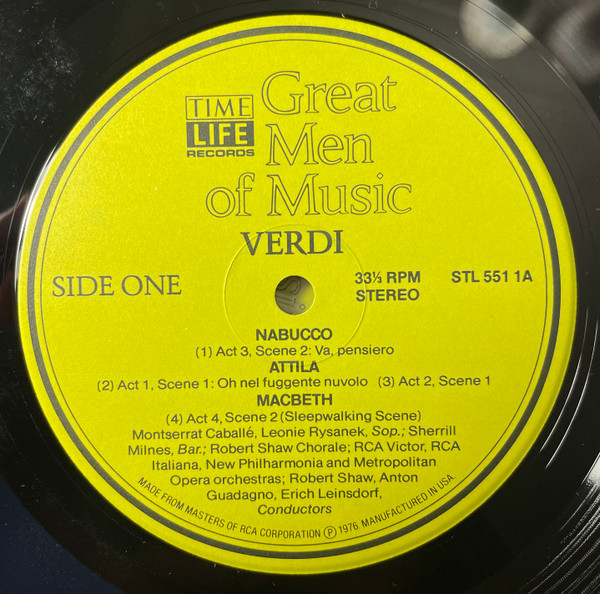 TIME
LIFE
RECORDS
Great
Men
of Music
VERDI
SIDE ONE
33⅓ RPM
STEREO
STL 551 1A
NABUCCO
(1) Act 3, Scene 2: Va, pensiero
ATTILA
(2) Act 1, Scene 1: Oh nel fuggente nuvolo (3) Act 2, Scene 1
MACBETH
(4) Act 4, Scene 2 (Sleepwalking Scene)
Montserrat Caballé, Leonie Rysanek, Sop.; Sherrill
Milnes, Bar.; Robert Shaw Chorale; RCA Victor, RCA
Italiana, New Philharmonia and Metropolitan
Opera orchestras; Robert Shaw, Anton
Guadagno, Erich Leinsdorf,
Conductors
MADE FROM MASTERS OF RCA CORPORATION Ⓟ 1976 MANUFACTURED IN USA